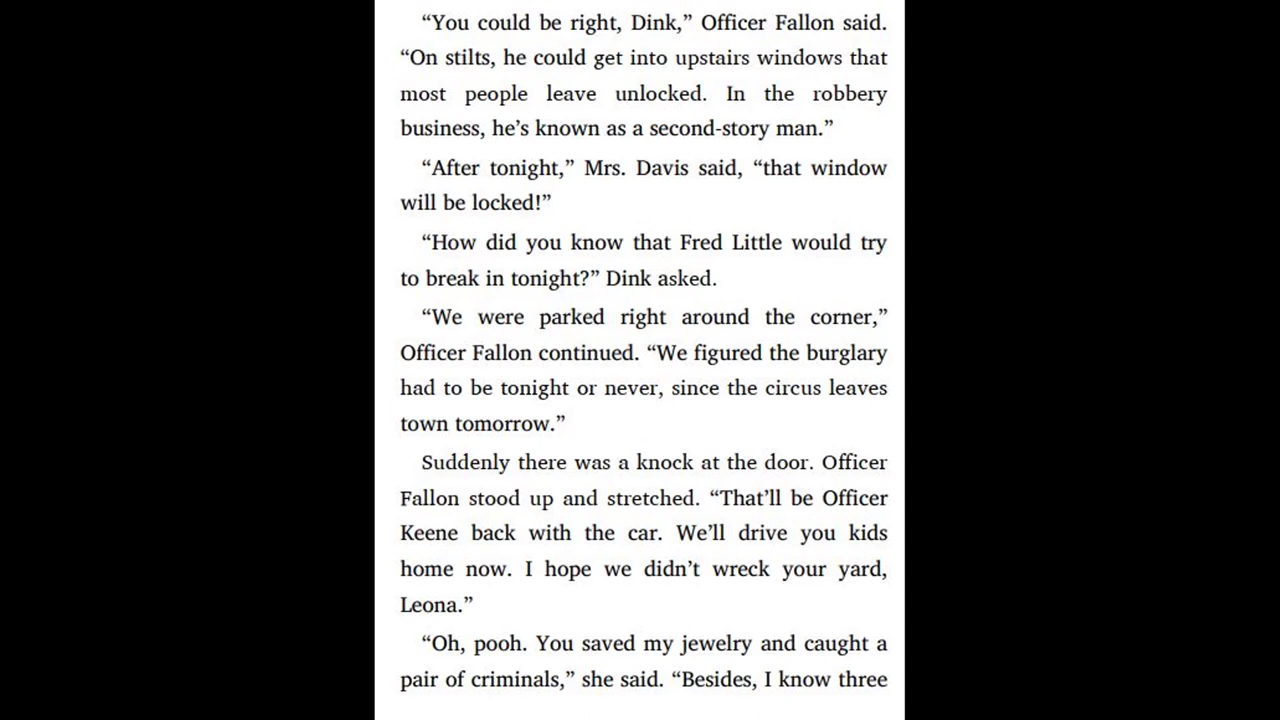 “You could be right, Dink,” Officer Fallon said.
“On stilts, he could get into upstairs windows that
most people leave unlocked. In the robbery
business, he’s known as a second-story man.”
“After tonight,” Mrs. Davis said, “that window
will be locked!”
“How did you know that Fred Little would try
to break in tonight?” Dink asked.
“We were parked right around the corner,”
Officer Fallon continued. “We figured the burglary
had to be tonight or never, since the circus leaves
town tomorrow.”
Suddenly there was a knock at the door. Officer
Fallon stood up and stretched. “That’ll be Officer
Keene back with the car. We’ll drive you kids
home now. I hope we didn’t wreck your yard,
Leona.”
“Oh, pooh. You saved my jewelry and caught a
pair of criminals,” she said. “Besides, I know three